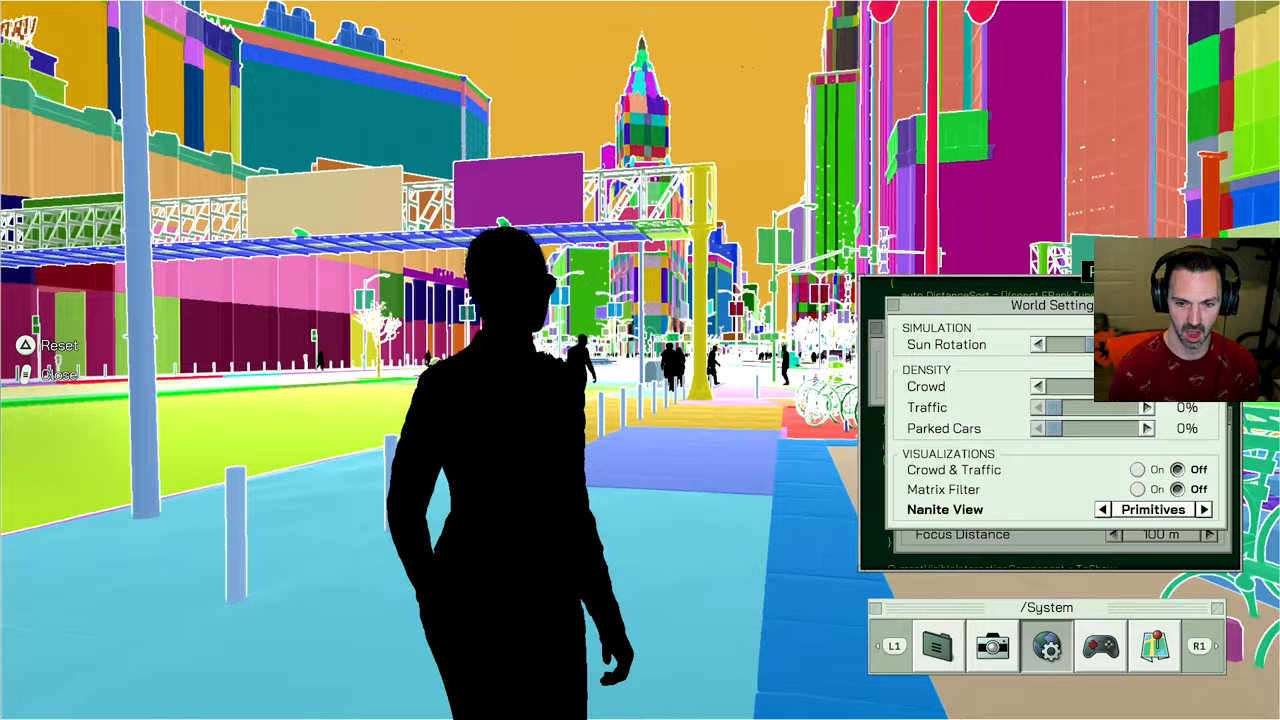 Reset
Close
World Setting
SIMULATION
Sun Rotation
DENSITY
Crowd
Traffic 0%
Parked Cars 0%
VISUALIZATIONS
Crowd & Traffic On Off
Matrix Filter On Off
Nanite View Primitives
Focus Distance 100 m
/System
L1 R1